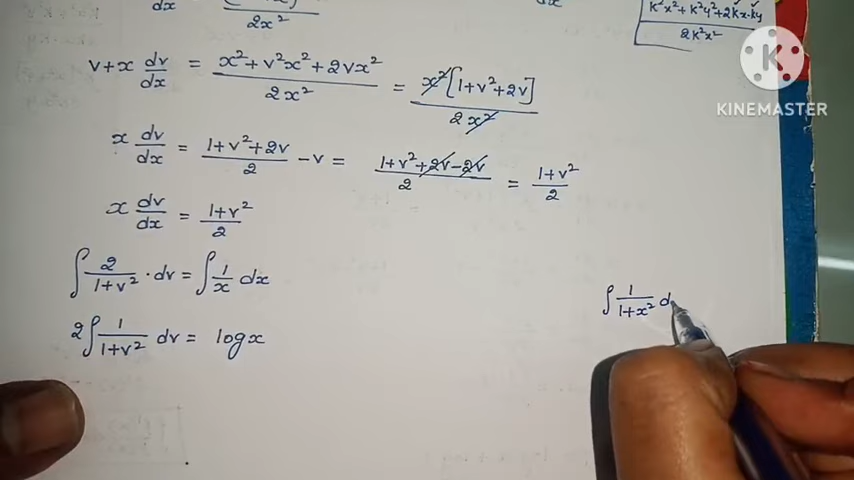 dx
2x²
dx
K²x²+K²y²+2Kx·Ky / 2K²x²
KINEMASTER
v+x dv/dx = x²+v²x²+2vx² / 2x² = x²[1+v²+2v] / 2x²
x dv/dx = 1+v²+2v / 2 -v = 1+v²+2v-2v / 2 = 1+v² / 2
x dv/dx = 1+v² / 2
∫ 2 / 1+v² · dv = ∫ 1/x dx
∫ 1 / 1+x² d
2∫ 1 / 1+v² dv = logx